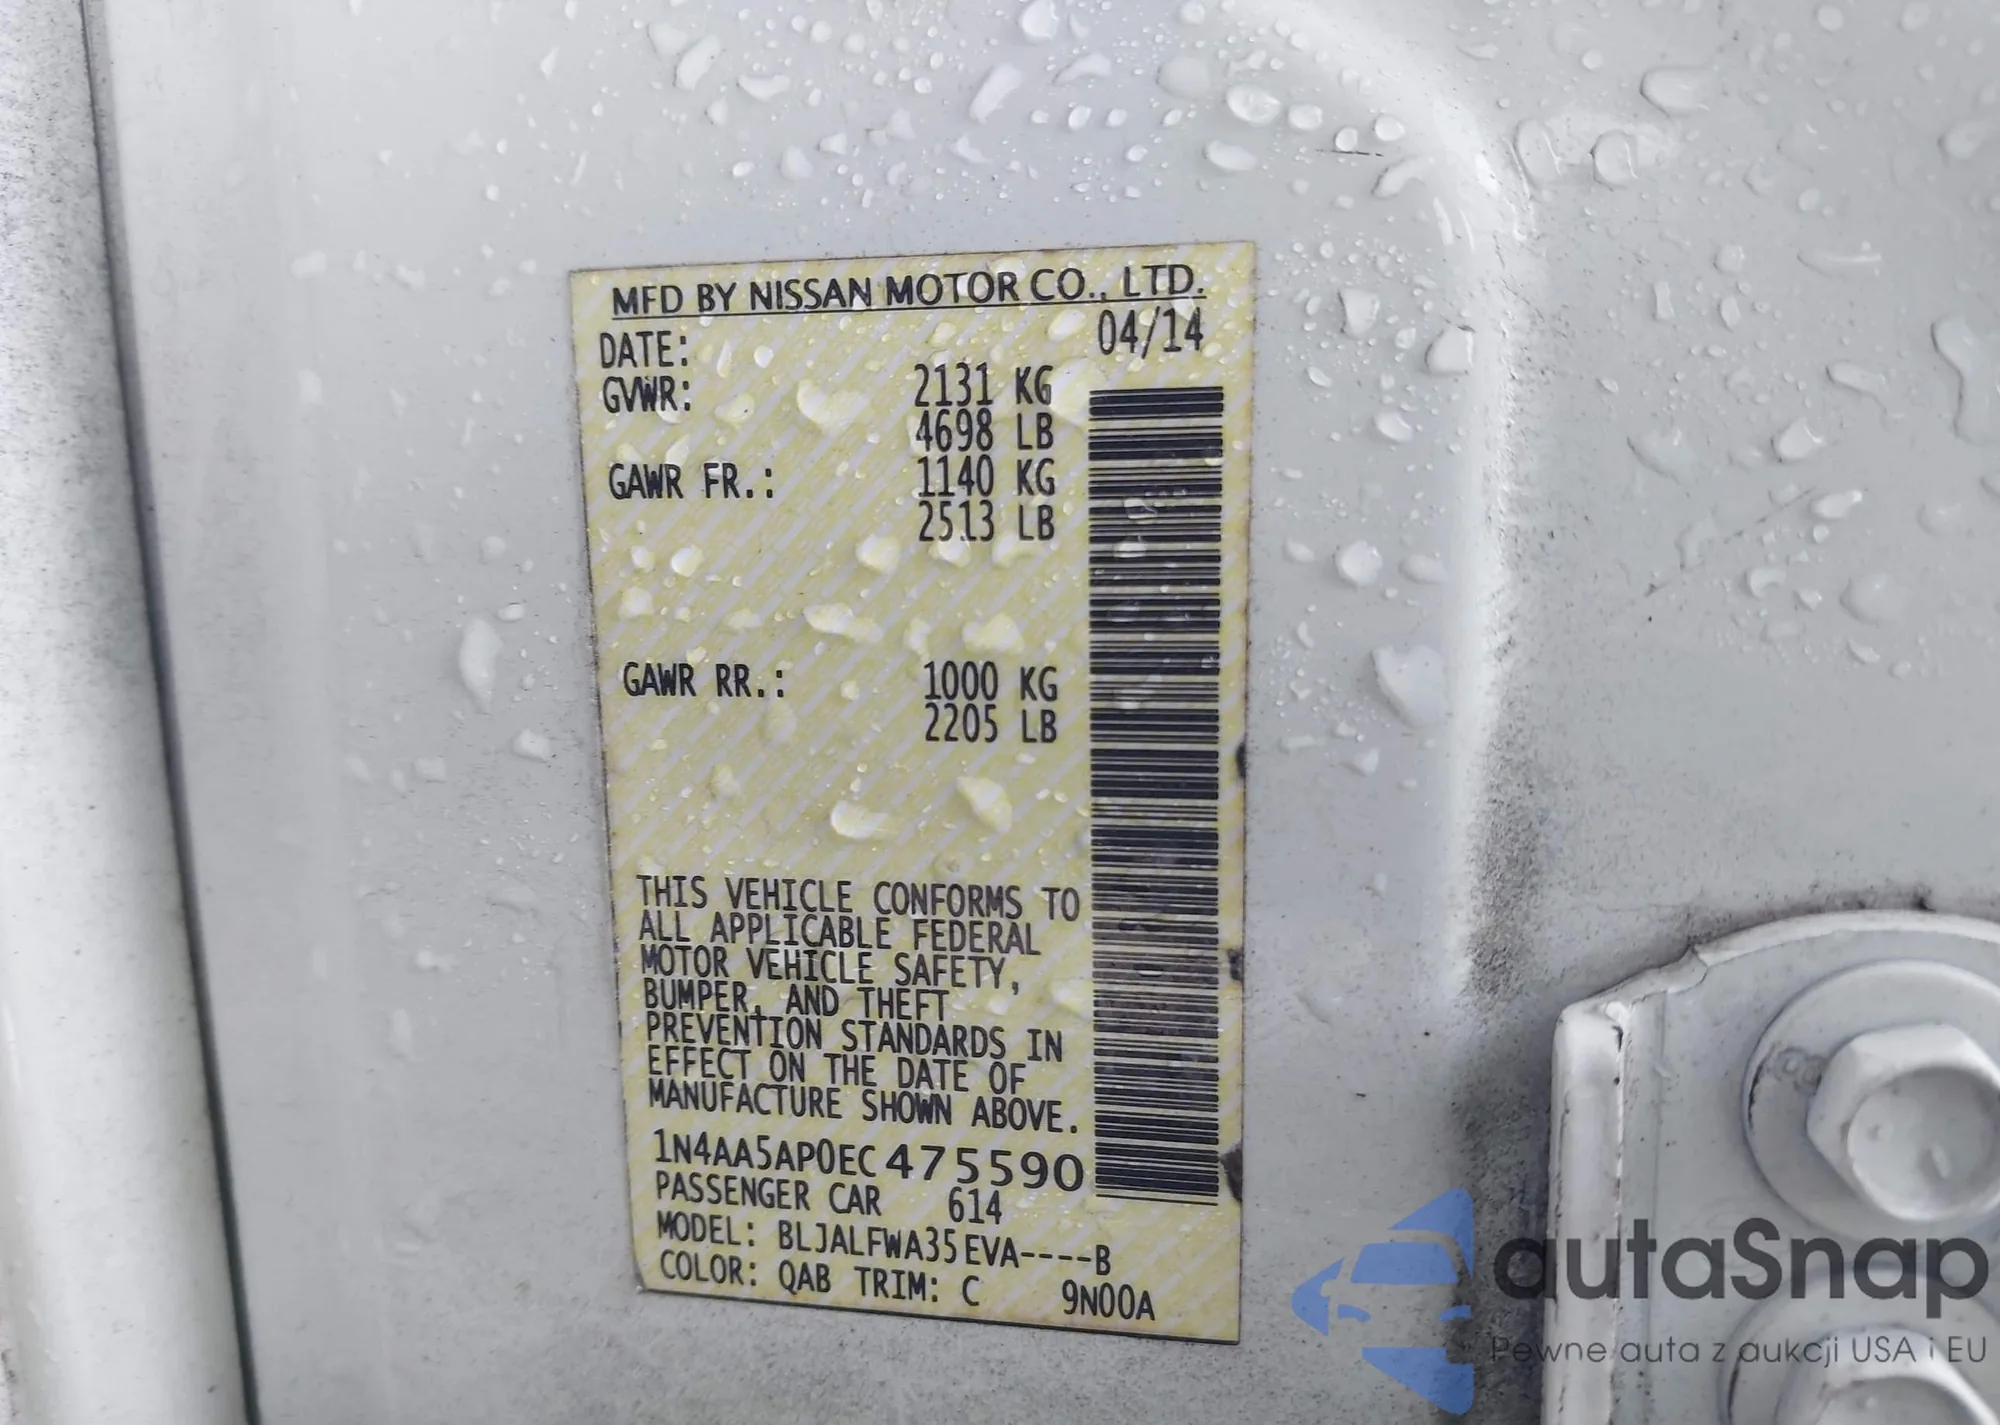 MFD BY NISSAN MOTOR CO., LTD.
DATE: 04/14
GVWR: 2131 KG
4698 LB
GAWR FR.: 1140 KG
2513 LB
GAWR RR.: 1000 KG
2205 LB
THIS VEHICLE CONFORMS TO
ALL APPLICABLE FEDERAL
MOTOR VEHICLE SAFETY,
BUMPER, AND THEFT
PREVENTION STANDARDS IN
EFFECT ON THE DATE OF
MANUFACTURE SHOWN ABOVE.
1N4AA5AP0EC475590
PASSENGER CAR 614
MODEL: BLJALFWA35EVA----B
COLOR: QAB TRIM: C 9N00A
autaSnap
Pewne auta z aukcji USA i EU